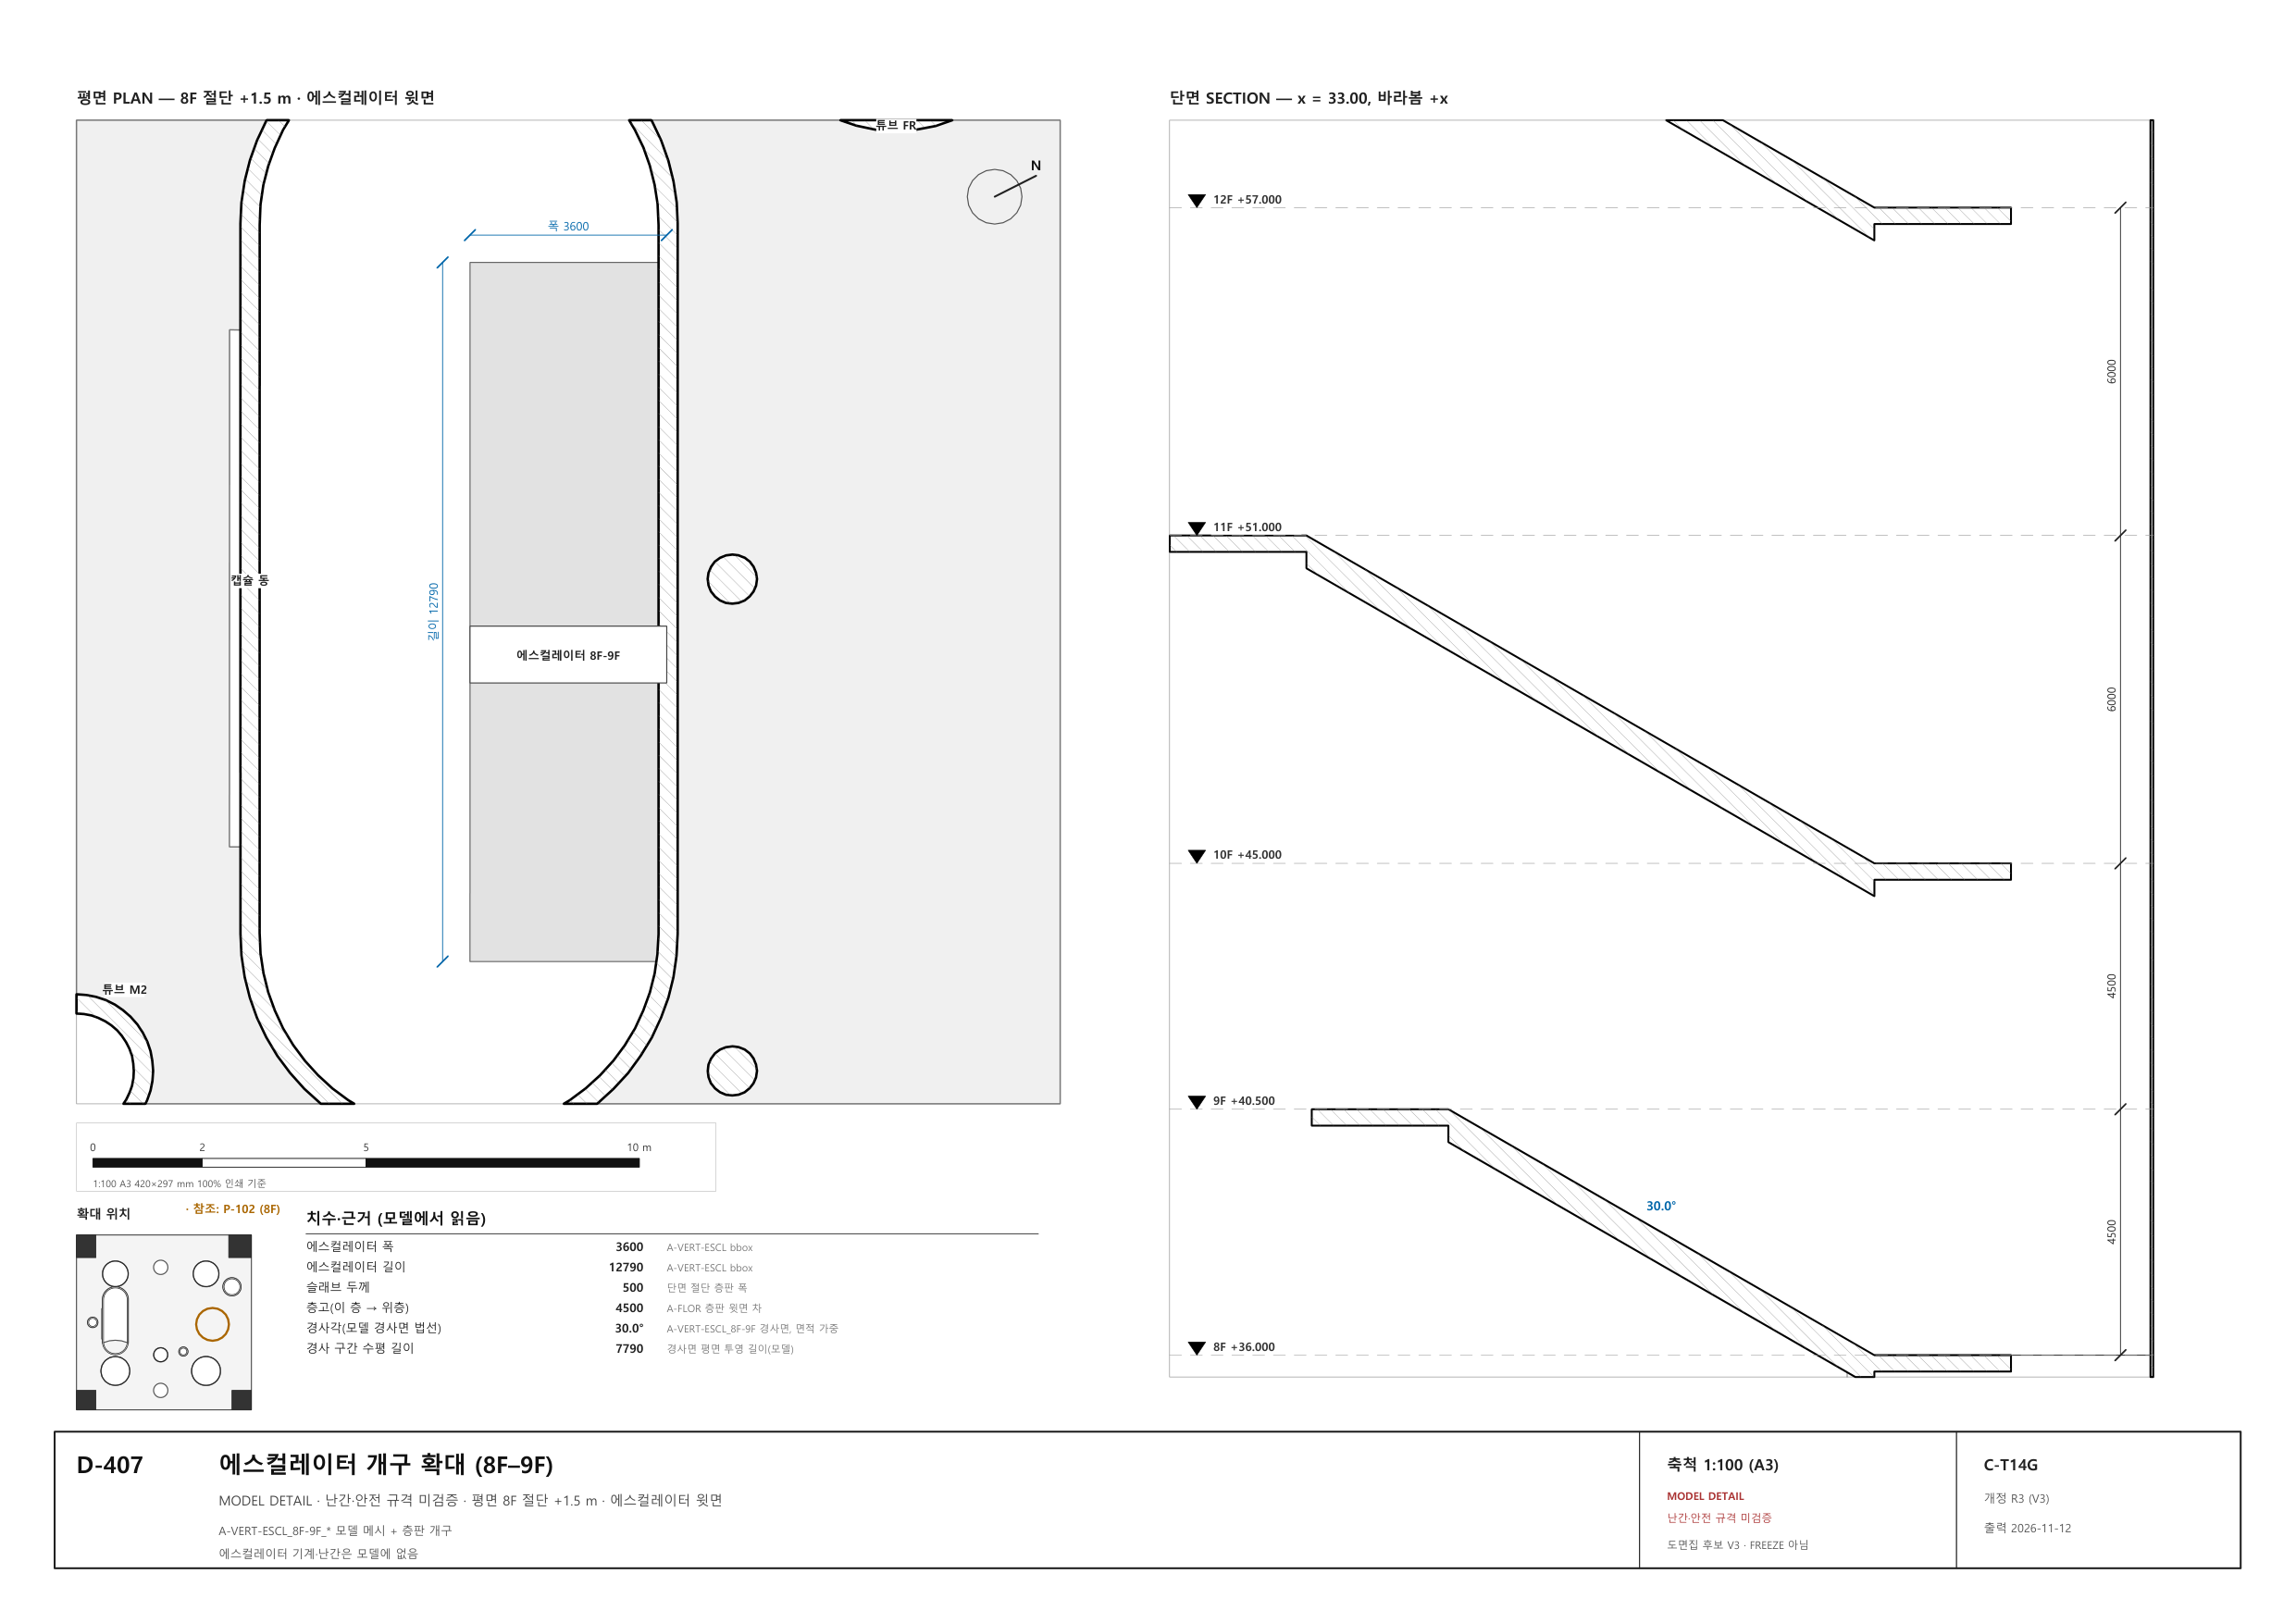 평면 PLAN — 8F 절단 +1.5 m · 에스컬레이터 윗면
튜브 FR
N
폭 3600
길이 12790
캡슐 동
에스컬레이터 8F-9F
튜브 M2
0 2 5 10 m
1:100 A3 420×297 mm 100% 인쇄 기준
확대 위치
· 참조: P-102 (8F)
치수·근거 (모델에서 읽음)
에스컬레이터 폭 3600 A-VERT-ESCL bbox
에스컬레이터 길이 12790 A-VERT-ESCL bbox
슬래브 두께 500 단면 절단 층판 폭
층고(이 층 → 위층) 4500 A-FLOR 층판 윗면 차
경사각(모델 경사면 법선) 30.0° A-VERT-ESCL_8F-9F 경사면, 면적 가중
경사 구간 수평 길이 7790 경사면 평면 투영 길이(모델)
단면 SECTION — x = 33.00, 바라봄 +x
12F +57.000
6000
11F +51.000
6000
10F +45.000
4500
9F +40.500
30.0°
4500
8F +36.000
D-407
에스컬레이터 개구 확대 (8F–9F)
MODEL DETAIL · 난간·안전 규격 미검증 · 평면 8F 절단 +1.5 m · 에스컬레이터 윗면
A-VERT-ESCL_8F-9F_* 모델 메시 + 층판 개구
에스컬레이터 기계·난간은 모델에 없음
축척 1:100 (A3)
MODEL DETAIL
난간·안전 규격 미검증
도면집 후보 V3 · FREEZE 아님
C-T14G
개정 R3 (V3)
출력 2026-11-12